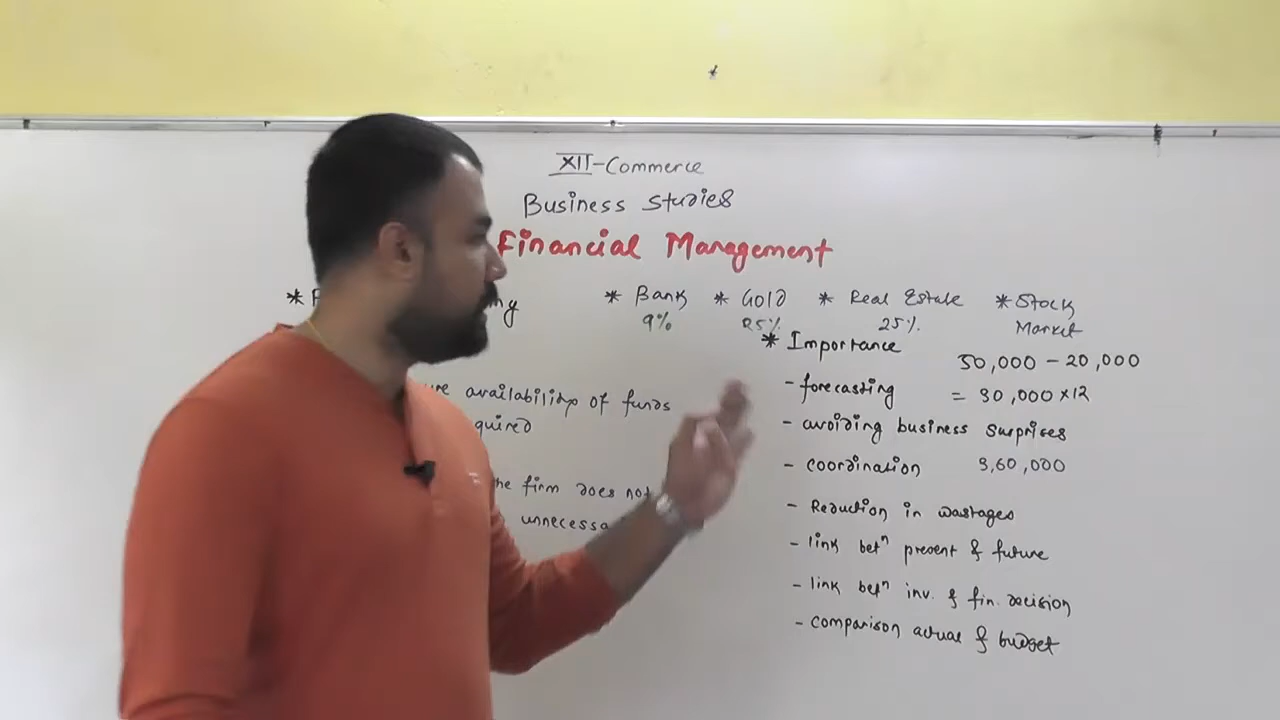 XII-Commerce
Business Studies
Financial Management
* Bank * Gold * Real Estate * Stock
9% 25% 25% Market
* Importance
50,000 - 20,000
- forecasting = 30,000 x 12
availability of funds
- avoiding business surprises
- coordination 3,60,000
the firm does not
- Reduction in wastages
- link betⁿ present & future
- link betⁿ inv. & fin. decision
- comparison actual & budget